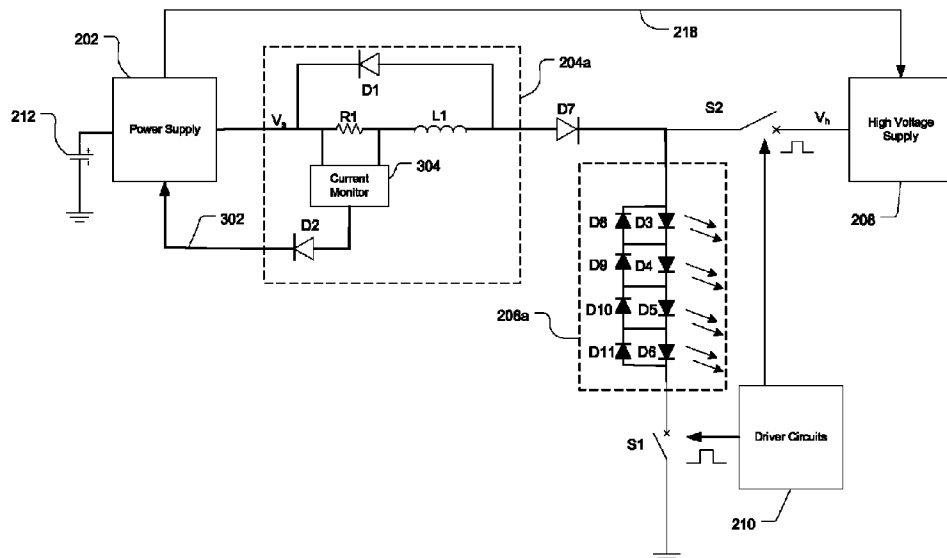 218
202
204a
D1
212
Power Supply
Vs
R1
L1
D7
S2
Vh
High Voltage
Supply
Current
Monitor
304
302
D2
208
D8
D3
D9
D4
206a
D10
D5
D11
D6
S1
Driver Circuits
210